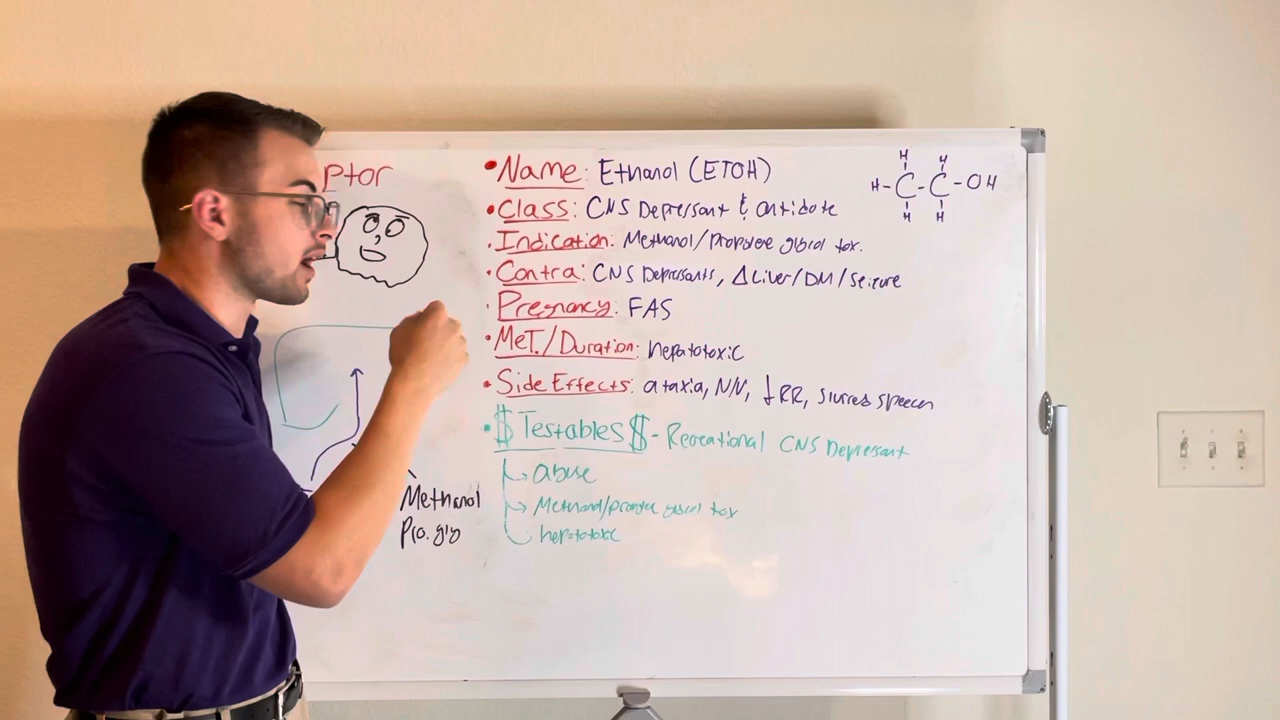 ptor
• Name: Ethanol (ETOH)
• Class: CNS Depressant & antidote
• Indication: Methanol/Propylene glycol tox.
• Contra: CNS Depressants, Δ Liver/DM/seizure
• Pregnancy: FAS
• Met./Duration: hepatotoxic
• Side Effects: ataxia, N/V, ↓RR, slurred speech
• $ Testables $ - Recreational CNS Depressant
↳ abuse
→ Methanol/propylene glycol tox
hepatotoxic
Methanol
Pro. gly
H H
H-C-C-OH
H H